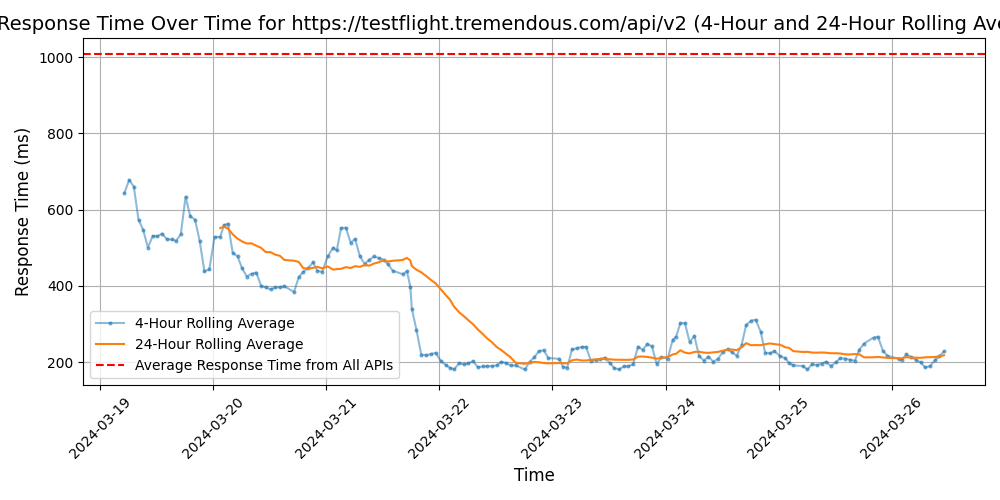 Response Time Over Time for https://testflight.tremendous.com/api/v2 (4-Hour and 24-Hour Rolling Ave
Response Time (ms)
1000
800
600
400
200
4-Hour Rolling Average
24-Hour Rolling Average
Average Response Time from All APIs
2024-03-19
2024-03-20
2024-03-21
2024-03-22
2024-03-23
2024-03-24
2024-03-25
2024-03-26
Time